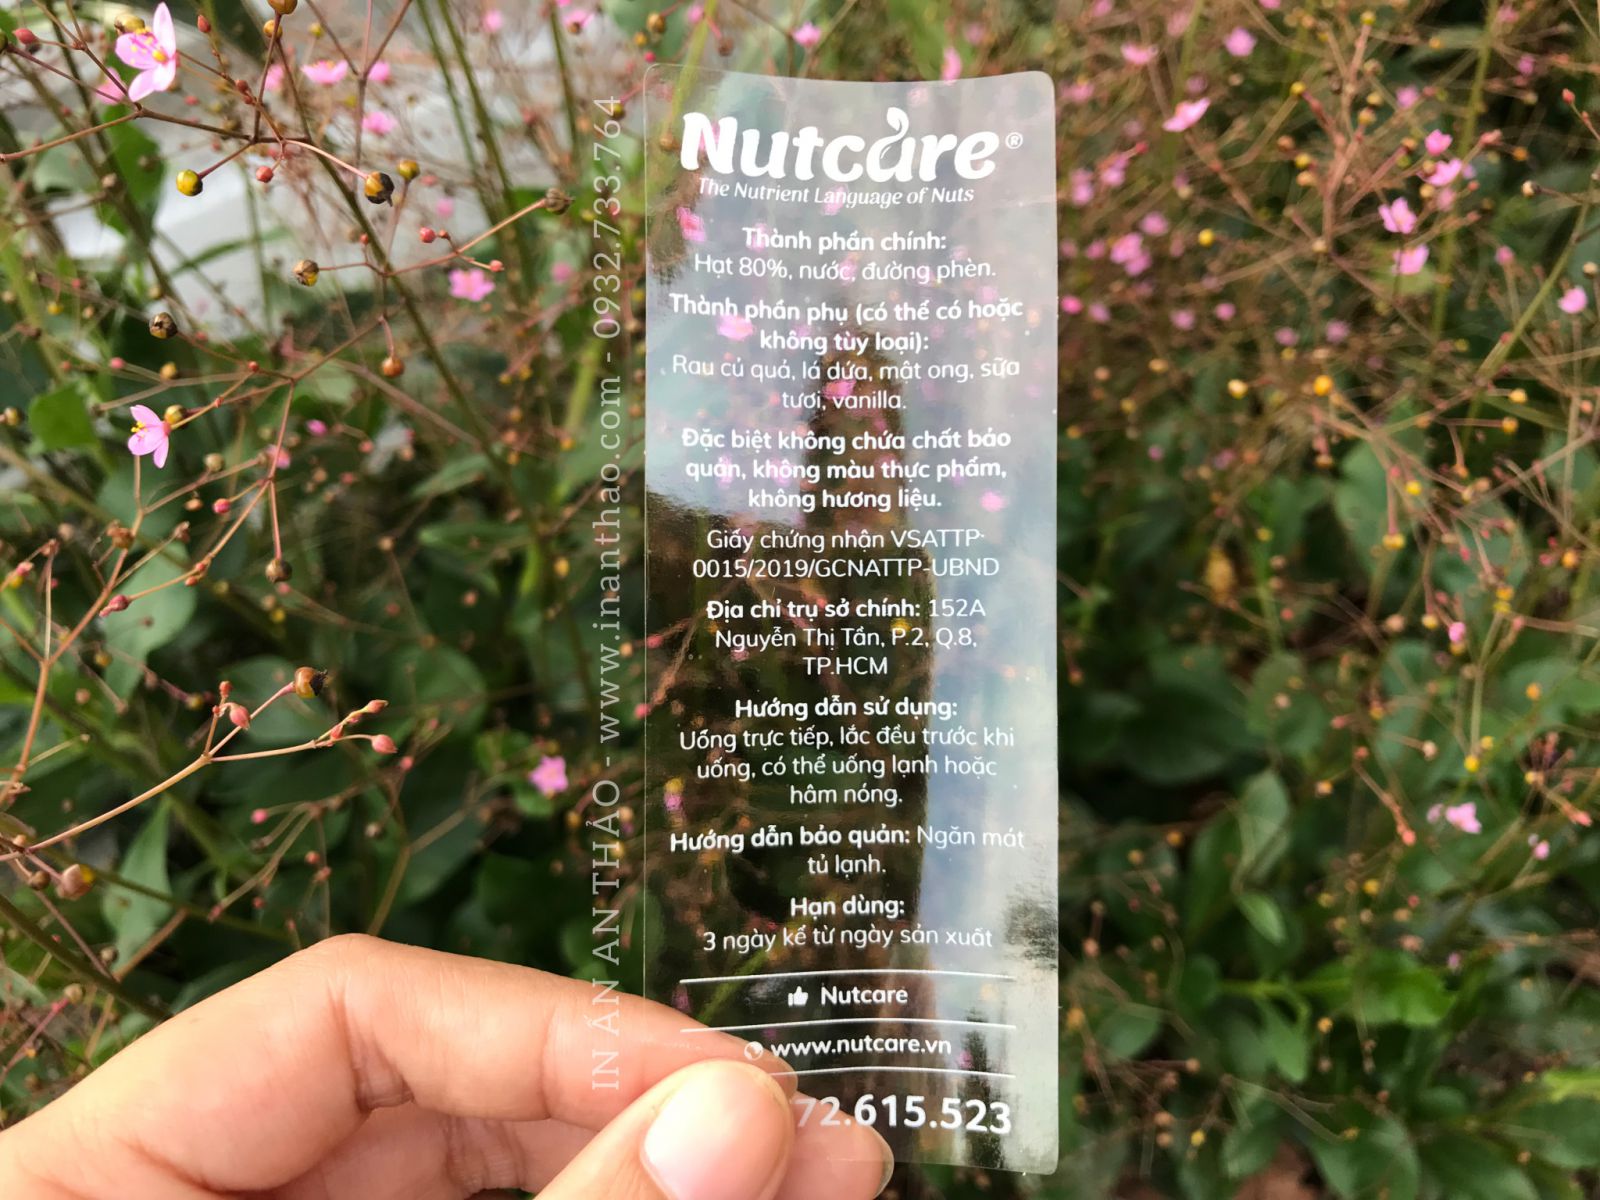 Nutcare®
The Nutrient Language of Nuts
Thành phần chính:
Hạt 80%, nước, đường phèn.
Thành phần phụ (có thể có hoặc
không tùy loại):
Rau củ quả, lá dứa, mật ong, sữa
tươi, vanilla.
Đặc biệt không chứa chất bảo
quản, không màu thực phẩm,
không hương liệu.
Giấy chứng nhận VSATTP-
0015/2019/GCNATTP-UBND
Địa chỉ trụ sở chính: 152A
Nguyễn Thị Tần, P.2, Q.8,
TP.HCM
Hướng dẫn sử dụng:
Uống trực tiếp, lắc đều trước khi
uống, có thể uống lạnh hoặc
hâm nóng.
Hướng dẫn bảo quản: Ngăn mát
tủ lạnh.
Hạn dùng:
3 ngày kể từ ngày sản xuất
Nutcare
www.nutcare.vn
72.615.523
IN ẤN AN THẢO - www.inanthao.com - 0932.733.764